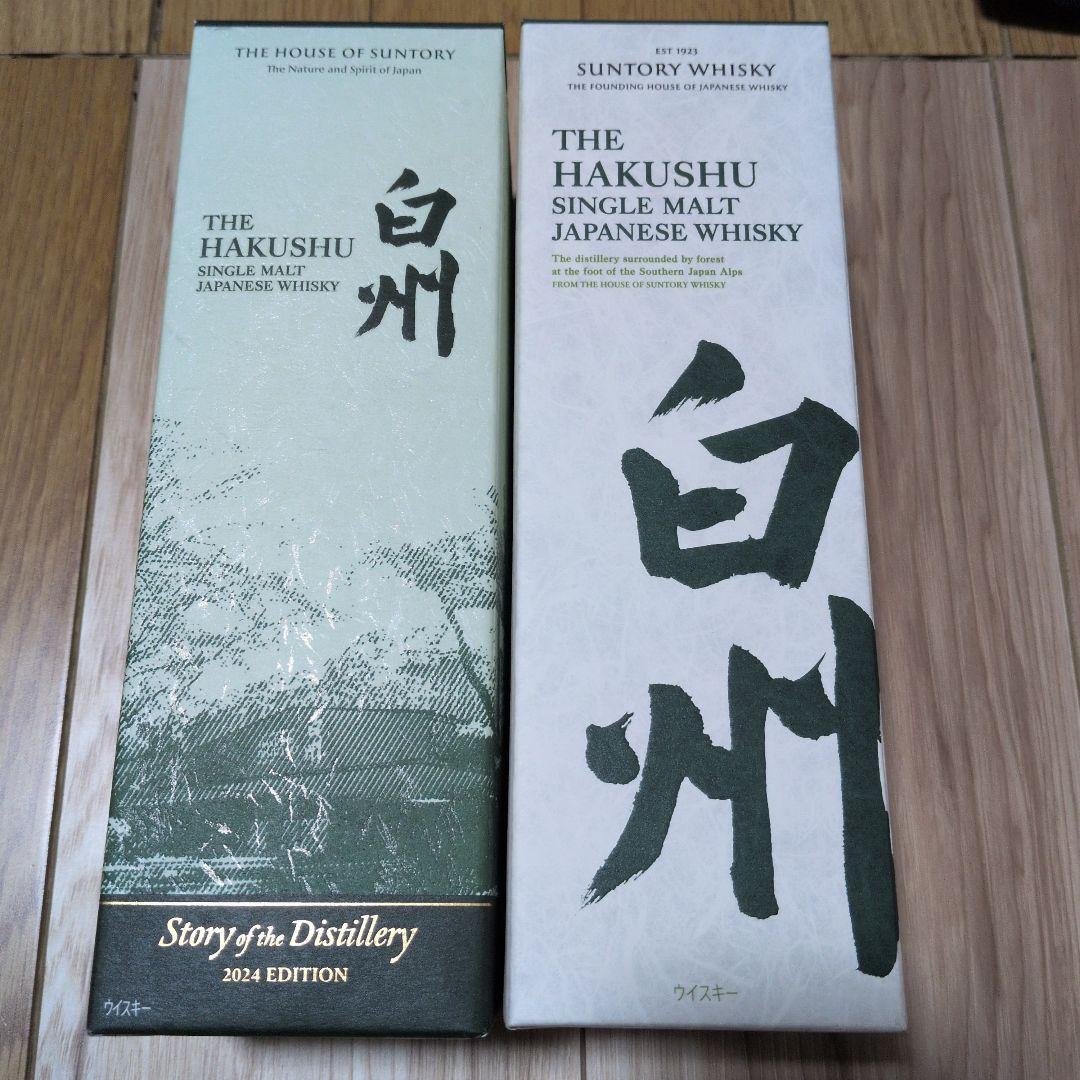 THE HOUSE OF SUNTORY
The Nature and Spirit of Japan
THE
HAKUSHU
SINGLE MALT
JAPANESE WHISKY
白州
Story of the Distillery
2024 EDITION
ウイスキー
EST 1923
SUNTORY WHISKY
THE FOUNDING HOUSE OF JAPANESE WHISKY
THE
HAKUSHU
SINGLE MALT
JAPANESE WHISKY
The distillery surrounded by forest
at the foot of the Southern Japan Alps
FROM THE HOUSE OF SUNTORY WHISKY
白州
ウイスキー